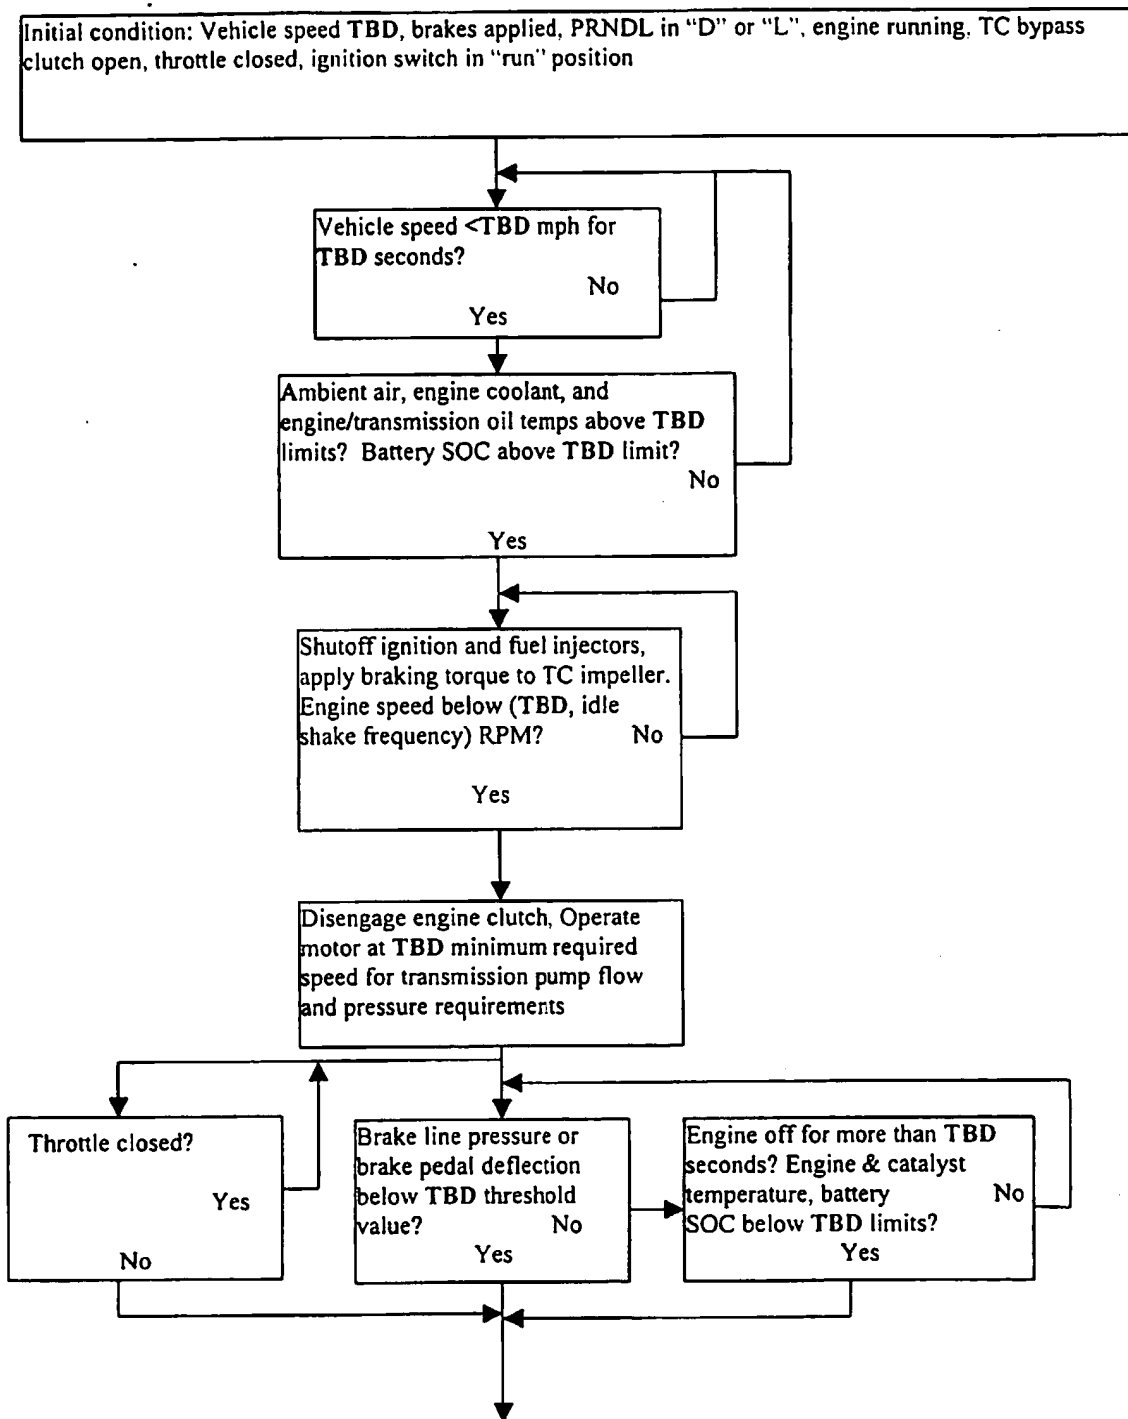 Initial condition: Vehicle speed TBD, brakes applied, PRNDL in “D” or “L”, engine running, TC bypass
clutch open, throttle closed, ignition switch in “run” position
Vehicle speed <TBD mph for
TBD seconds?
No
Yes
Ambient air, engine coolant, and
engine/transmission oil temps above TBD
limits? Battery SOC above TBD limit?
No
Yes
Shutoff ignition and fuel injectors,
apply braking torque to TC impeller.
Engine speed below (TBD, idle
shake frequency) RPM? No
Yes
Disengage engine clutch, Operate
motor at TBD minimum required
speed for transmission pump flow
and pressure requirements
Throttle closed?
Yes
No
Brake line pressure or
brake pedal deflection
below TBD threshold
value? No
Yes
Engine off for more than TBD
seconds? Engine & catalyst
temperature, battery No
SOC below TBD limits?
Yes